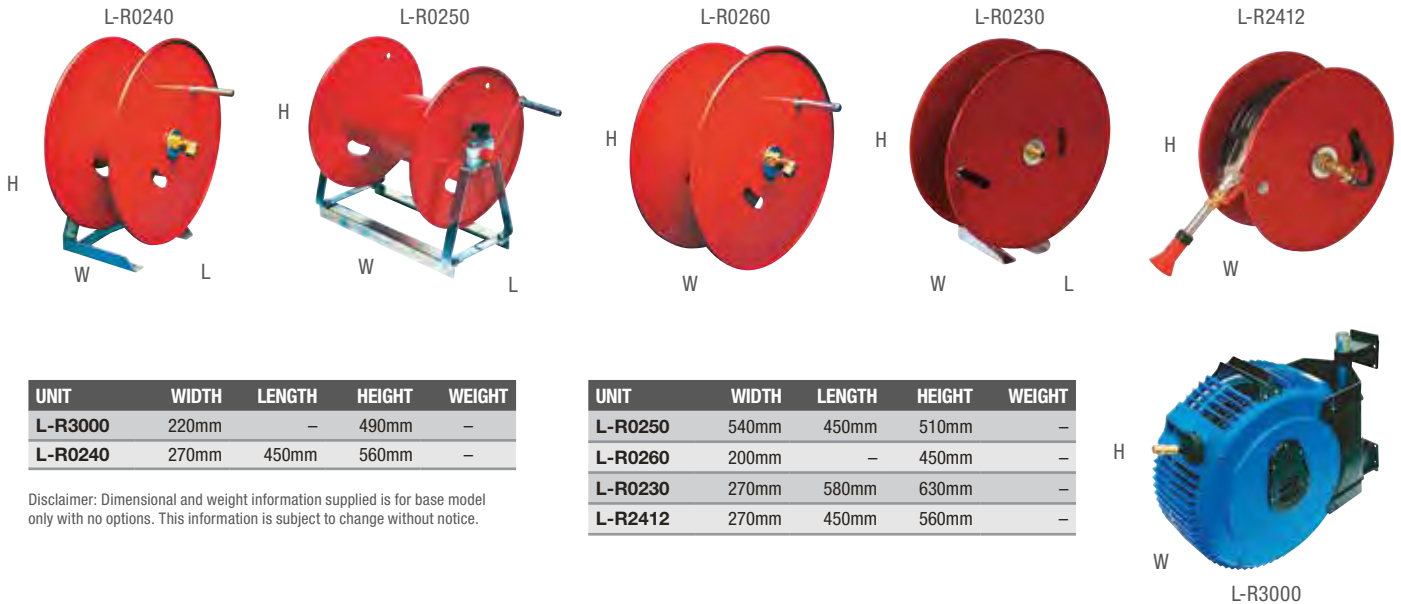 L-R0240
L-R0250
L-R0260
L-R0230
L-R2412
H
W
L
H
W
L
H
W
H
W
L
H
W
UNIT WIDTH LENGTH HEIGHT WEIGHT
L-R3000 220mm – 490mm –
L-R0240 270mm 450mm 560mm –
Disclaimer: Dimensional and weight information supplied is for base model
only with no options. This information is subject to change without notice.
UNIT WIDTH LENGTH HEIGHT WEIGHT
L-R0250 540mm 450mm 510mm –
L-R0260 200mm – 450mm –
L-R0230 270mm 580mm 630mm –
L-R2412 270mm 450mm 560mm –
H
W
L-R3000